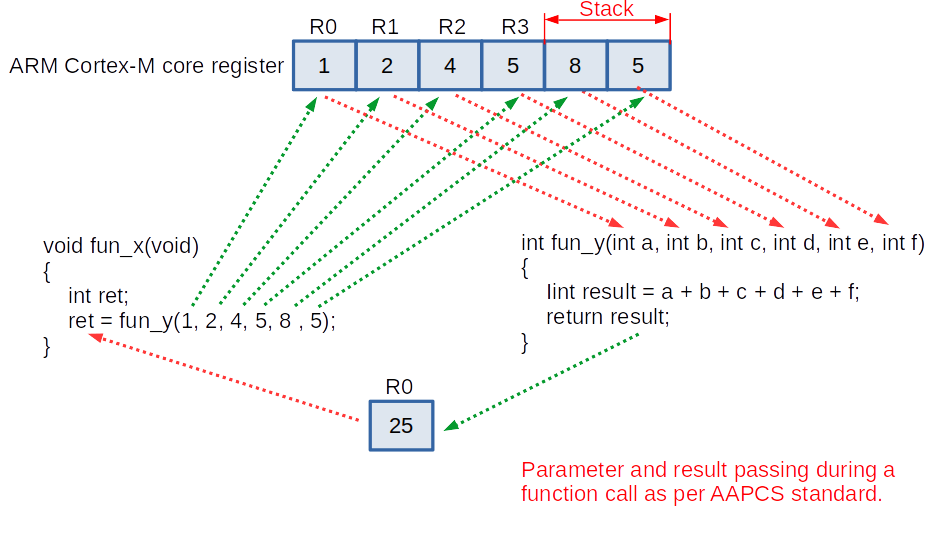 Stack
R0 R1 R2 R3
ARM Cortex-M core register 1 2 4 5 8 5
void fun_x(void)
{
int ret;
ret = fun_y(1, 2, 4, 5, 8 , 5);
}
int fun_y(int a, int b, int c, int d, int e, int f)
{
Iint result = a + b + c + d + e + f;
return result;
}
R0
25
Parameter and result passing during a
function call as per AAPCS standard.